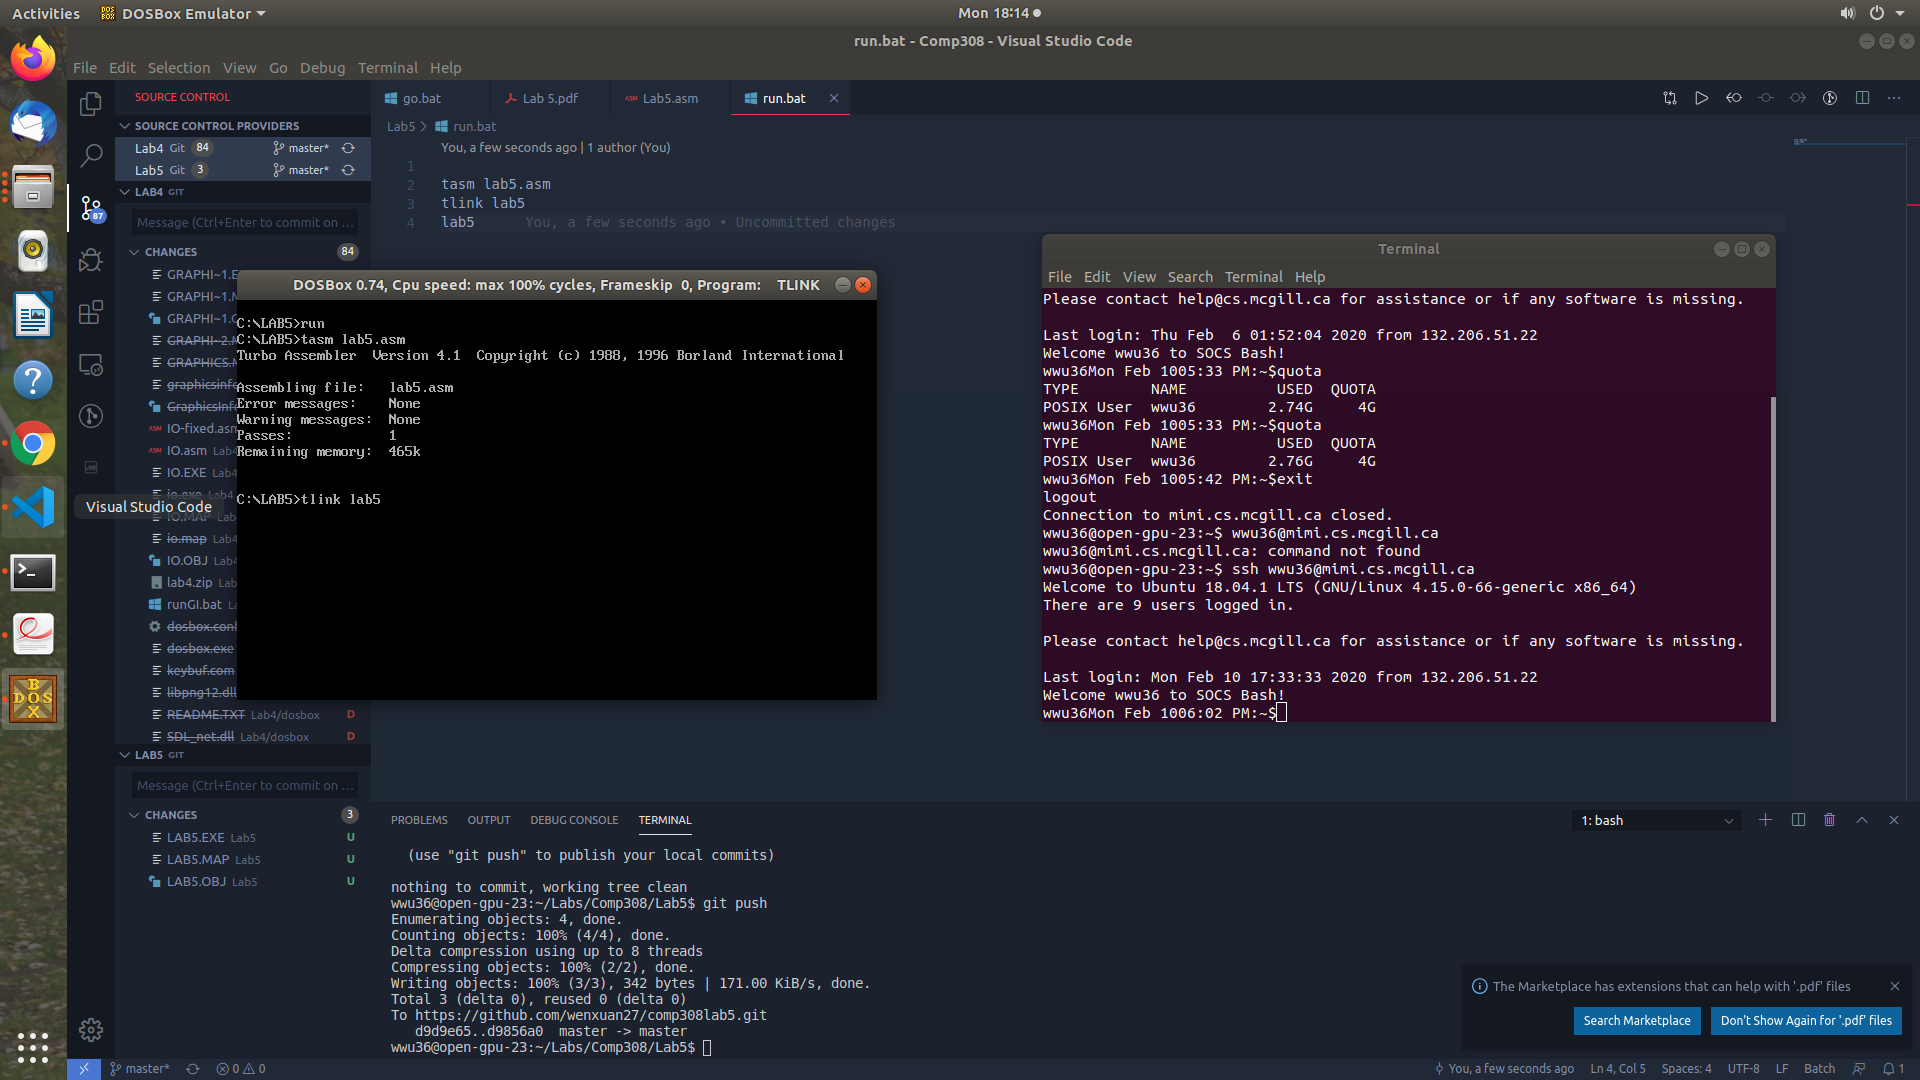 Activities
DOSBox Emulator
Mon 18:14
run.bat - Comp308 - Visual Studio Code
File Edit Selection View Go Debug Terminal Help
SOURCE CONTROL
go.bat
Lab 5.pdf
ASM Lab5.asm
run.bat
SOURCE CONTROL PROVIDERS
Lab4 Git 84 master*
Lab5 Git 3 master*
LAB4 GIT
Message (Ctrl+Enter to commit on ...
CHANGES 84
GRAPHI~1.E
GRAPHI~1.
GRAPHI~1.
GRAPHI~2.
GRAPHICS.
graphicsinf
GraphicsInf
ASM IO-fixed.asm
ASM IO.asm Lab4
IO.EXE Lab4
io.exe Lab4
IO.MAP Lab
io.map Lab4
IO.OBJ Lab4
lab4.zip Lab4
runGI.bat La
dosbox.conf
dosbox.exe
keybuf.com
libpng12.dll
README.TXT Lab4/dosbox D
SDL_net.dll Lab4/dosbox D
87
Visual Studio Code
LAB5 GIT
Message (Ctrl+Enter to commit on ...
CHANGES 3
LAB5.EXE Lab5 U
LAB5.MAP Lab5 U
LAB5.OBJ Lab5 U
Lab5 > run.bat
You, a few seconds ago | 1 author (You)
1
2 tasm lab5.asm
3 tlink lab5
4 lab5 You, a few seconds ago • Uncommitted changes
DOSBox 0.74, Cpu speed: max 100% cycles, Frameskip 0, Program: TLINK
C:\LAB5>run
C:\LAB5>tasm lab5.asm
Turbo Assembler Version 4.1 Copyright (c) 1988, 1996 Borland International
Assembling file: lab5.asm
Error messages: None
Warning messages: None
Passes: 1
Remaining memory: 465k
C:\LAB5>tlink lab5
Terminal
File Edit View Search Terminal Help
Please contact help@cs.mcgill.ca for assistance or if any software is missing.
Last login: Thu Feb 6 01:52:04 2020 from 132.206.51.22
Welcome wwu36 to SOCS Bash!
wwu36Mon Feb 1005:33 PM:~$quota
TYPE NAME USED QUOTA
POSIX User wwu36 2.74G 4G
wwu36Mon Feb 1005:33 PM:~$quota
TYPE NAME USED QUOTA
POSIX User wwu36 2.76G 4G
wwu36Mon Feb 1005:42 PM:~$exit
logout
Connection to mimi.cs.mcgill.ca closed.
wwu36@open-gpu-23:~$ wwu36@mimi.cs.mcgill.ca
wwu36@mimi.cs.mcgill.ca: command not found
wwu36@open-gpu-23:~$ ssh wwu36@mimi.cs.mcgill.ca
Welcome to Ubuntu 18.04.1 LTS (GNU/Linux 4.15.0-66-generic x86_64)
There are 9 users logged in.
Please contact help@cs.mcgill.ca for assistance or if any software is missing.
Last login: Mon Feb 10 17:33:33 2020 from 132.206.51.22
Welcome wwu36 to SOCS Bash!
wwu36Mon Feb 1006:02 PM:~$
PROBLEMS OUTPUT DEBUG CONSOLE TERMINAL
1: bash
(use "git push" to publish your local commits)
nothing to commit, working tree clean
wwu36@open-gpu-23:~/Labs/Comp308/Lab5$ git push
Enumerating objects: 4, done.
Counting objects: 100% (4/4), done.
Delta compression using up to 8 threads
Compressing objects: 100% (2/2), done.
Writing objects: 100% (3/3), 342 bytes | 171.00 KiB/s, done.
Total 3 (delta 0), reused 0 (delta 0)
To https://github.com/wenxuan27/comp308lab5.git
d9d9e65..d9856a0 master -> master
wwu36@open-gpu-23:~/Labs/Comp308/Lab5$
The Marketplace has extensions that can help with '.pdf' files
Search Marketplace
Don't Show Again for '.pdf' files
master* 0 0
You, a few seconds ago Ln 4, Col 5 Spaces: 4 UTF-8 LF Batch 1
BOX
DOS